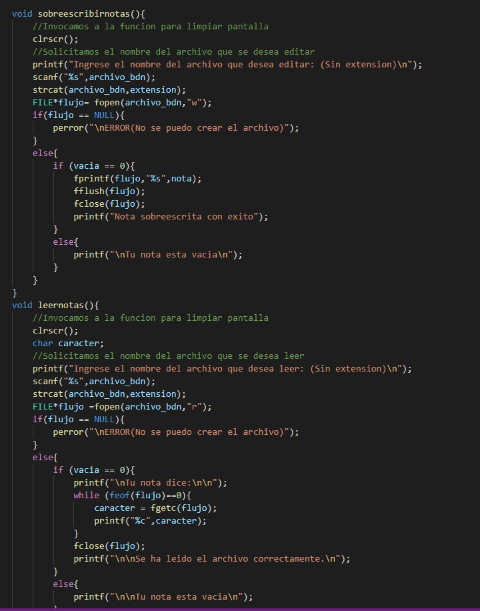 void sobreescribirnotas(){
//Invocamos a la funcion para limpiar pantalla
clrscr();
//Solicitamos el nombre del archivo que se desea editar
printf("Ingrese el nombre del archivo que desea editar: (Sin extension)\n");
scanf("%s",archivo_bdn);
strcat(archivo_bdn,extension);
FILE*flujo= fopen(archivo_bdn,"w");
if(flujo == NULL){
perror("\nERROR(No se puedo crear el archivo)");
}
else{
if (vacia == 0){
fprintf(flujo,"%s",nota);
fflush(flujo);
fclose(flujo);
printf("Nota sobreescrita con exito");
}
else{
printf("\nTu nota esta vacia\n");
}
}
}
void leernotas(){
//Invocamos a la funcion para limpiar pantalla
clrscr();
char caracter;
//Solicitamos el nombre del archivo que se desea leer
printf("Ingrese el nombre del archivo que desea leer: (Sin extension)\n");
scanf("%s",archivo_bdn);
strcat(archivo_bdn,extension);
FILE*flujo =fopen(archivo_bdn,"r");
if(flujo == NULL){
perror("\nERROR(No se puedo crear el archivo)");
}
else{
if (vacia == 0){
printf("\nTu nota dice:\n\n");
while (feof(flujo)==0){
caracter = fgetc(flujo);
printf("%c",caracter);
}
fclose(flujo);
printf("\n\nSe ha leido el archivo correctamente.\n");
}
else{
printf("\n\nTu nota esta vacia\n");
}